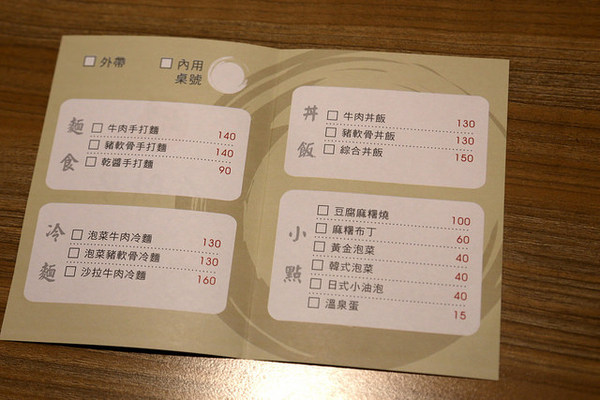 外帶
內用
桌號
麵食
牛肉手打麵 140
豬軟骨手打麵 140
乾醬手打麵 90
冷麵
泡菜牛肉冷麵 130
泡菜豬軟骨冷麵 130
沙拉牛肉冷麵 160
丼飯
牛肉丼飯 130
豬軟骨丼飯 130
綜合丼飯 150
小點
豆腐麻糬燒 100
麻糬布丁 60
黃金泡菜 40
韓式泡菜 40
日式小油泡 40
溫泉蛋 15